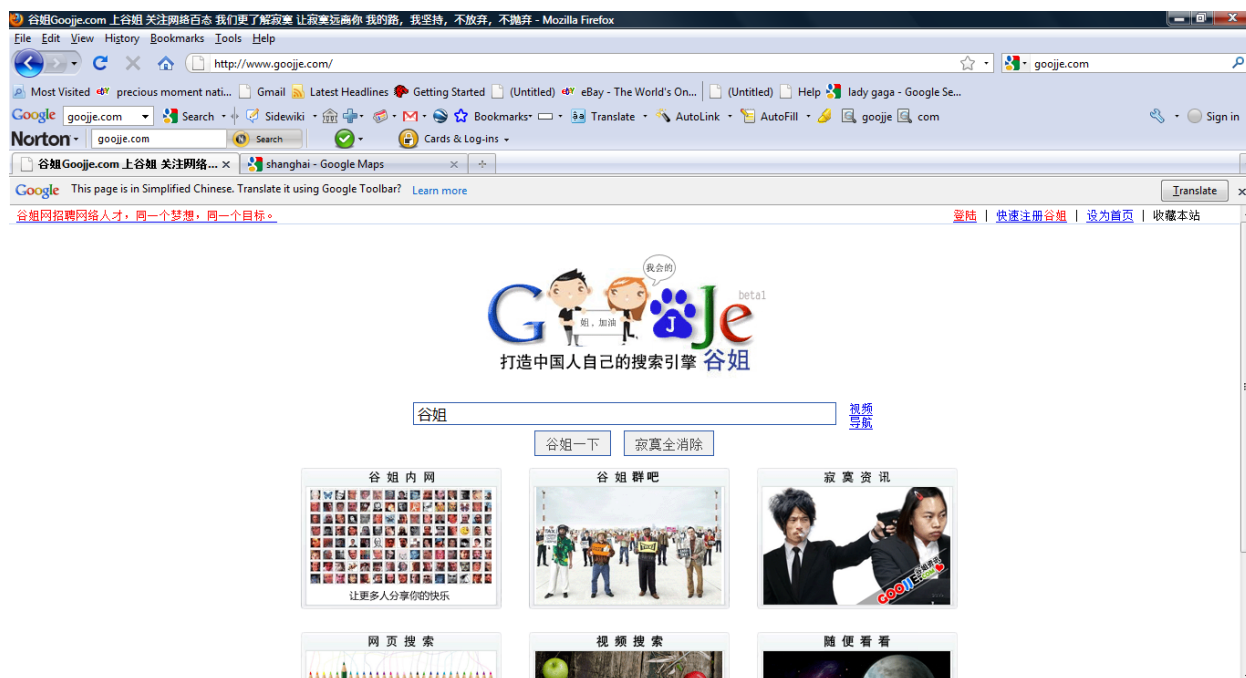 谷姐Goojje.com 上谷姐 关注网络百态 我们更了解寂寞 让寂寞远离你 我的路，我坚持，不放弃，不抛弃 - Mozilla Firefox
File Edit View History Bookmarks Tools Help
http://www.goojje.com/ goojje.com
Most Visited precious moment nati... Gmail Latest Headlines Getting Started (Untitled) eBay - The World's On... (Untitled) Help lady gaga - Google Se...
Google goojje.com Search Sidewiki Bookmarks Translate AutoLink AutoFill goojje com Sign in
Norton goojje.com Search Cards & Log-ins
谷姐Goojje.com 上谷姐 关注网络... shanghai - Google Maps
Google This page is in Simplified Chinese. Translate it using Google Toolbar? Learn more Translate
谷姐网招聘网络人才，同一个梦想，同一个目标。 登陆 | 快速注册谷姐 | 设为首页 | 收藏本站
我会的
beta1
G Je
姐，加油 J
打造中国人自己的搜索引擎 谷姐
谷姐 视频
导航
谷姐一下 寂寞全消除
谷姐内网 谷姐群吧 寂寞资讯
让更多人分享你的快乐 GOOJJE.COM
网页搜索 视频搜索 随便看看